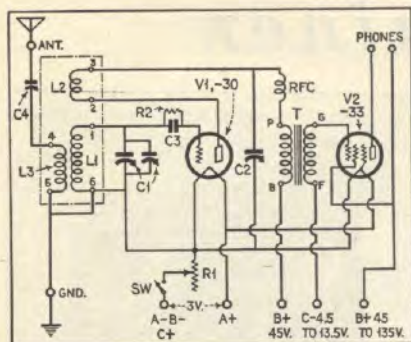 ANT.
PHONES
C4
3
L2
2
V1,-30
RFC
V2
-33
R2
C3
P
T
G
4
1
L3
L1
C1
C2
5
6
B
F
GND.
SW
R1
3V.
A-B-
C+
A+
B+
45V.
C-4.5
TO 13.5V.
B+45
TO 135V.